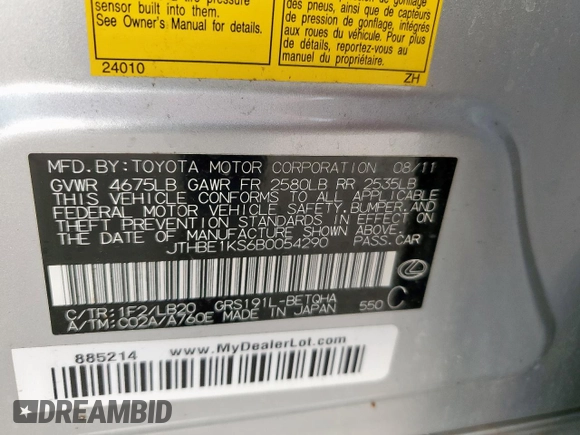 sensor built into them.
See Owner's Manual for details.
24010
des pneus, ainsi que de capteurs
de pression de gonflage, intégrés
aux roues du véhicule. Pour plus
de détails, reportez-vous au
manuel du propriétaire.
ZH
MFD.BY:TOYOTA MOTOR CORPORATION 08/11
GVWR 4675LB GAWR FR 2580LB RR 2535LB
THIS VEHICLE CONFORMS TO ALL APPLICABLE
FEDERAL MOTOR VEHICLE SAFETY,BUMPER,AND
THEFT PREVENTION STANDARDS IN EFFECT ON
THE DATE OF MANUFACTURE SHOWN ABOVE.
JTHBE1KS6B0054290 PASS.CAR
C/TR:1F2/LB20 GRS191L-BETQHA
A/TM:C02A/A760E MADE IN JAPAN 550 C
885214 www.MyDealerLot.com
DREAMBID